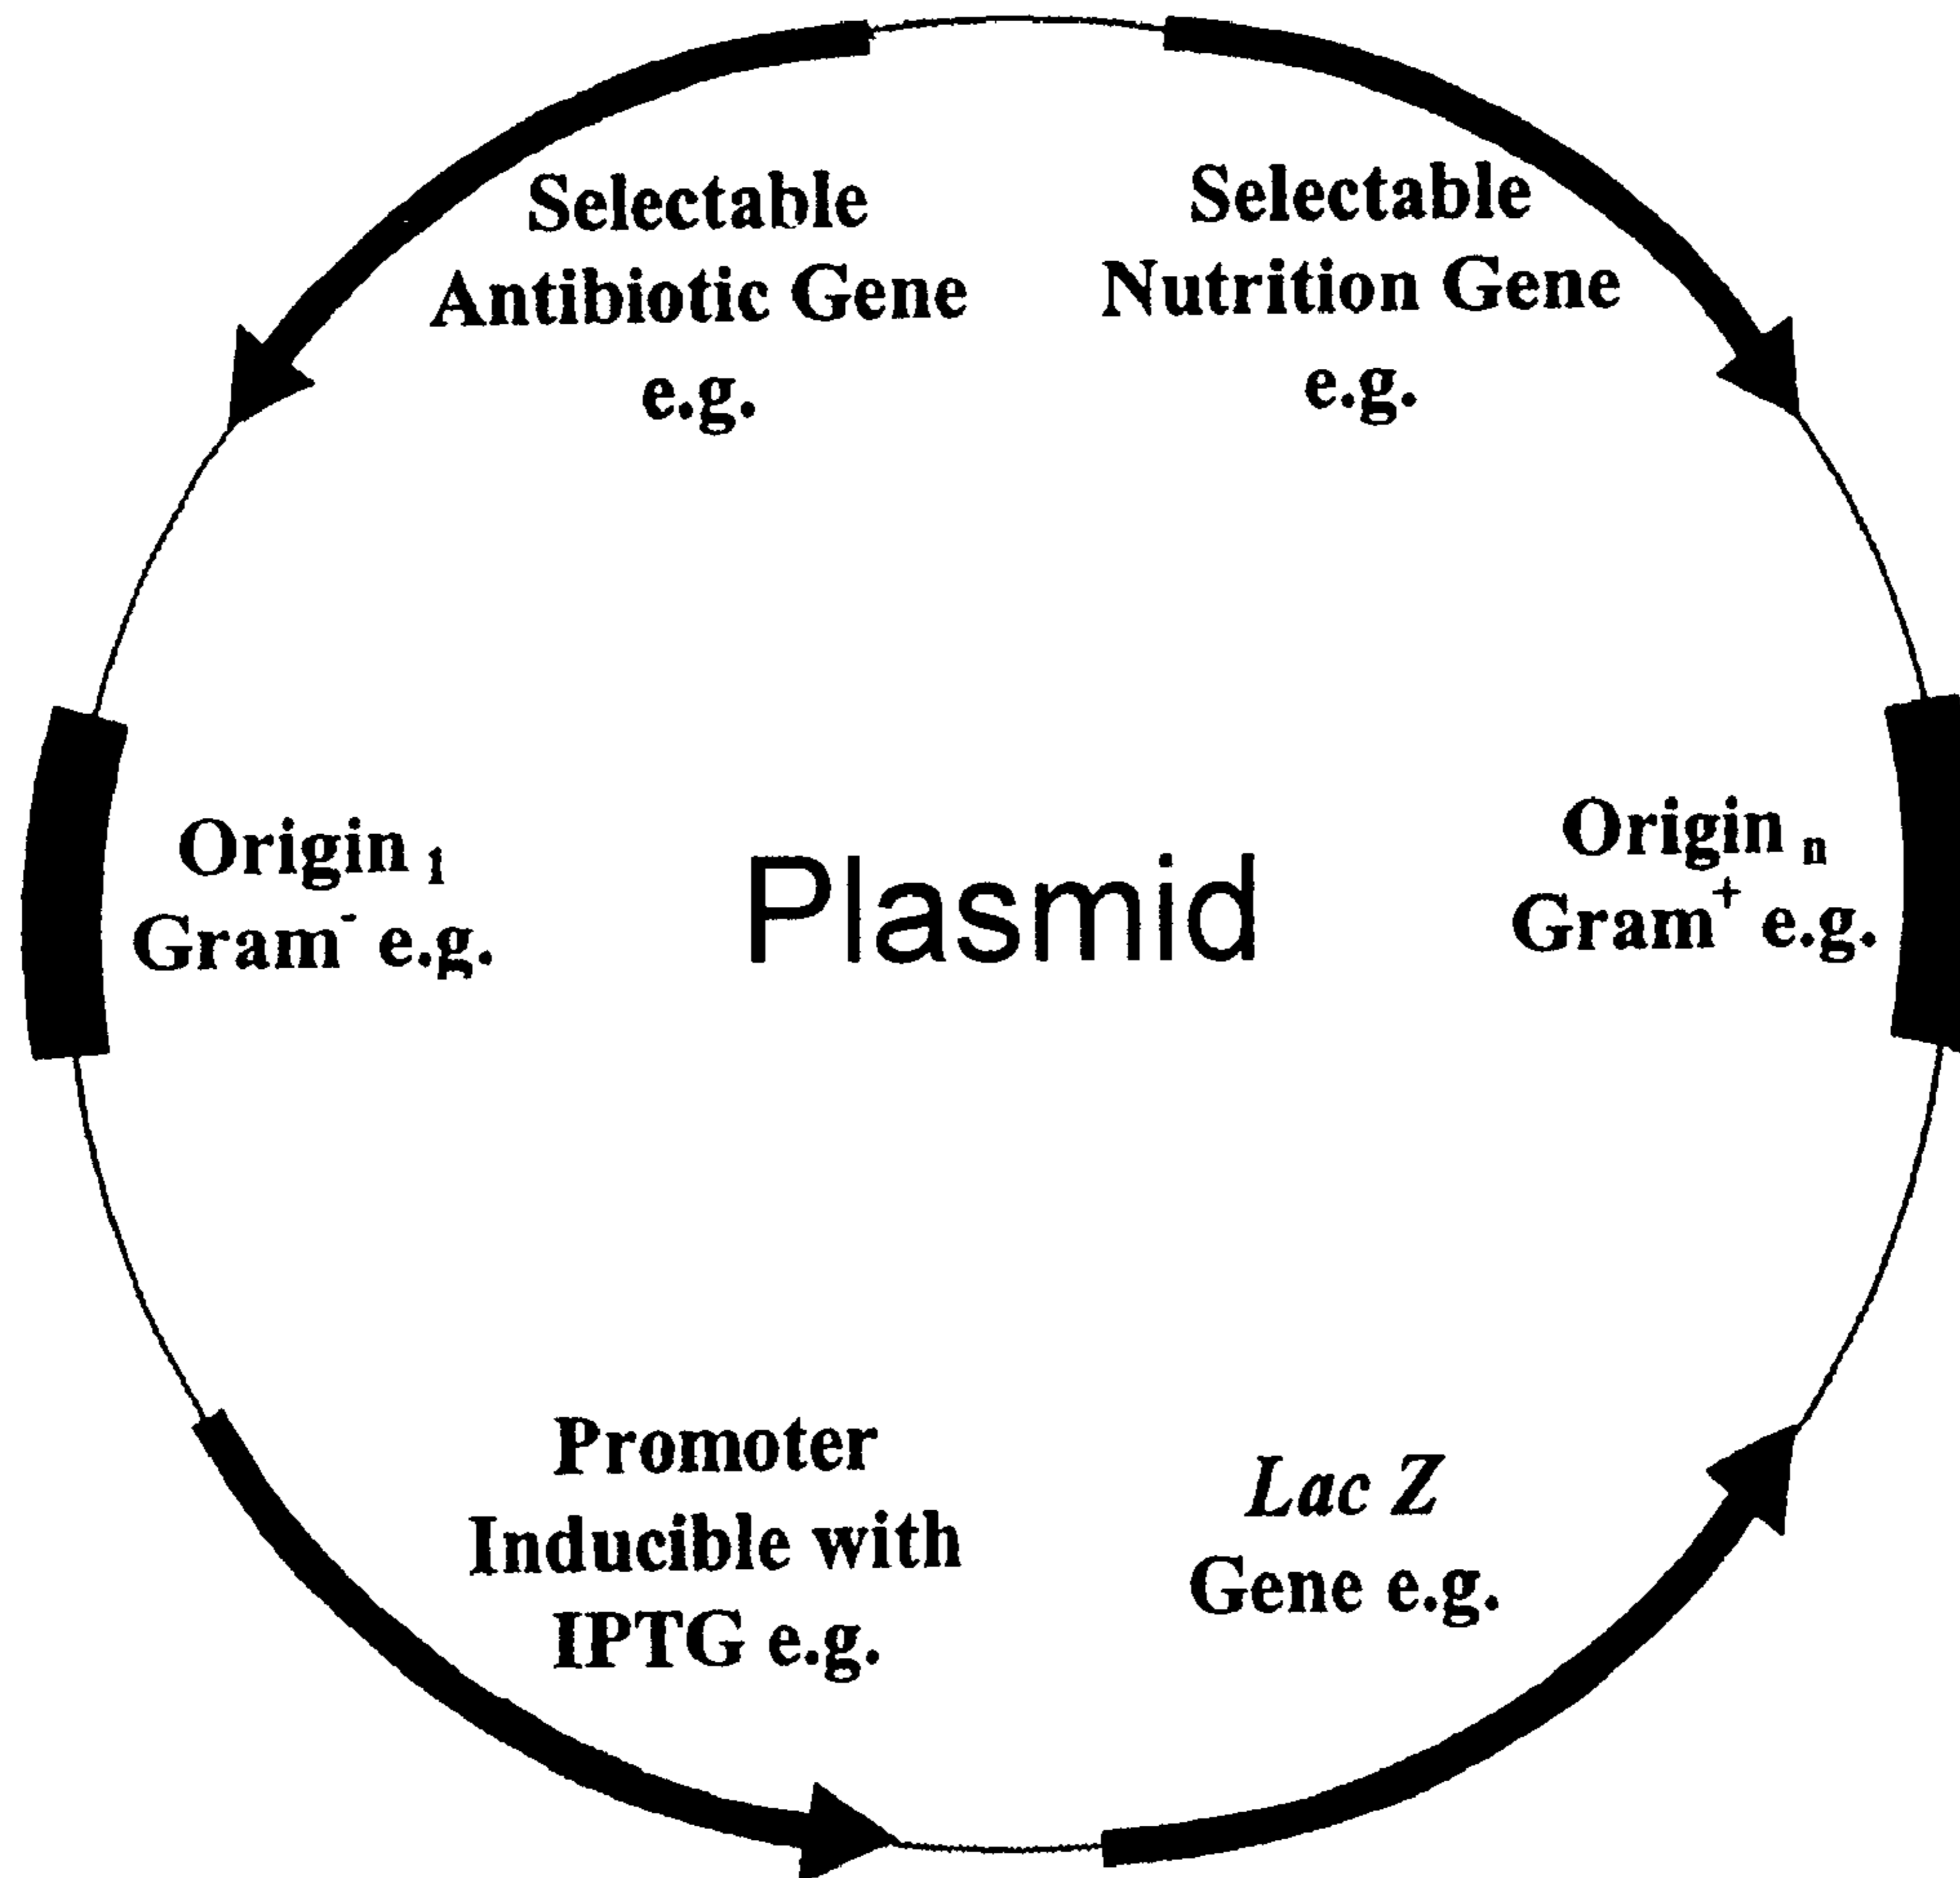 Selectable
Antibiotic Gene
e.g.
Selectable
Nutrition Gene
e.g.
Origin 1
Gram- e.g.
Plasmid
Origin n
Gram+ e.g.
Promoter
Inducible with
IPTG e.g.
Lac Z
Gene e.g.